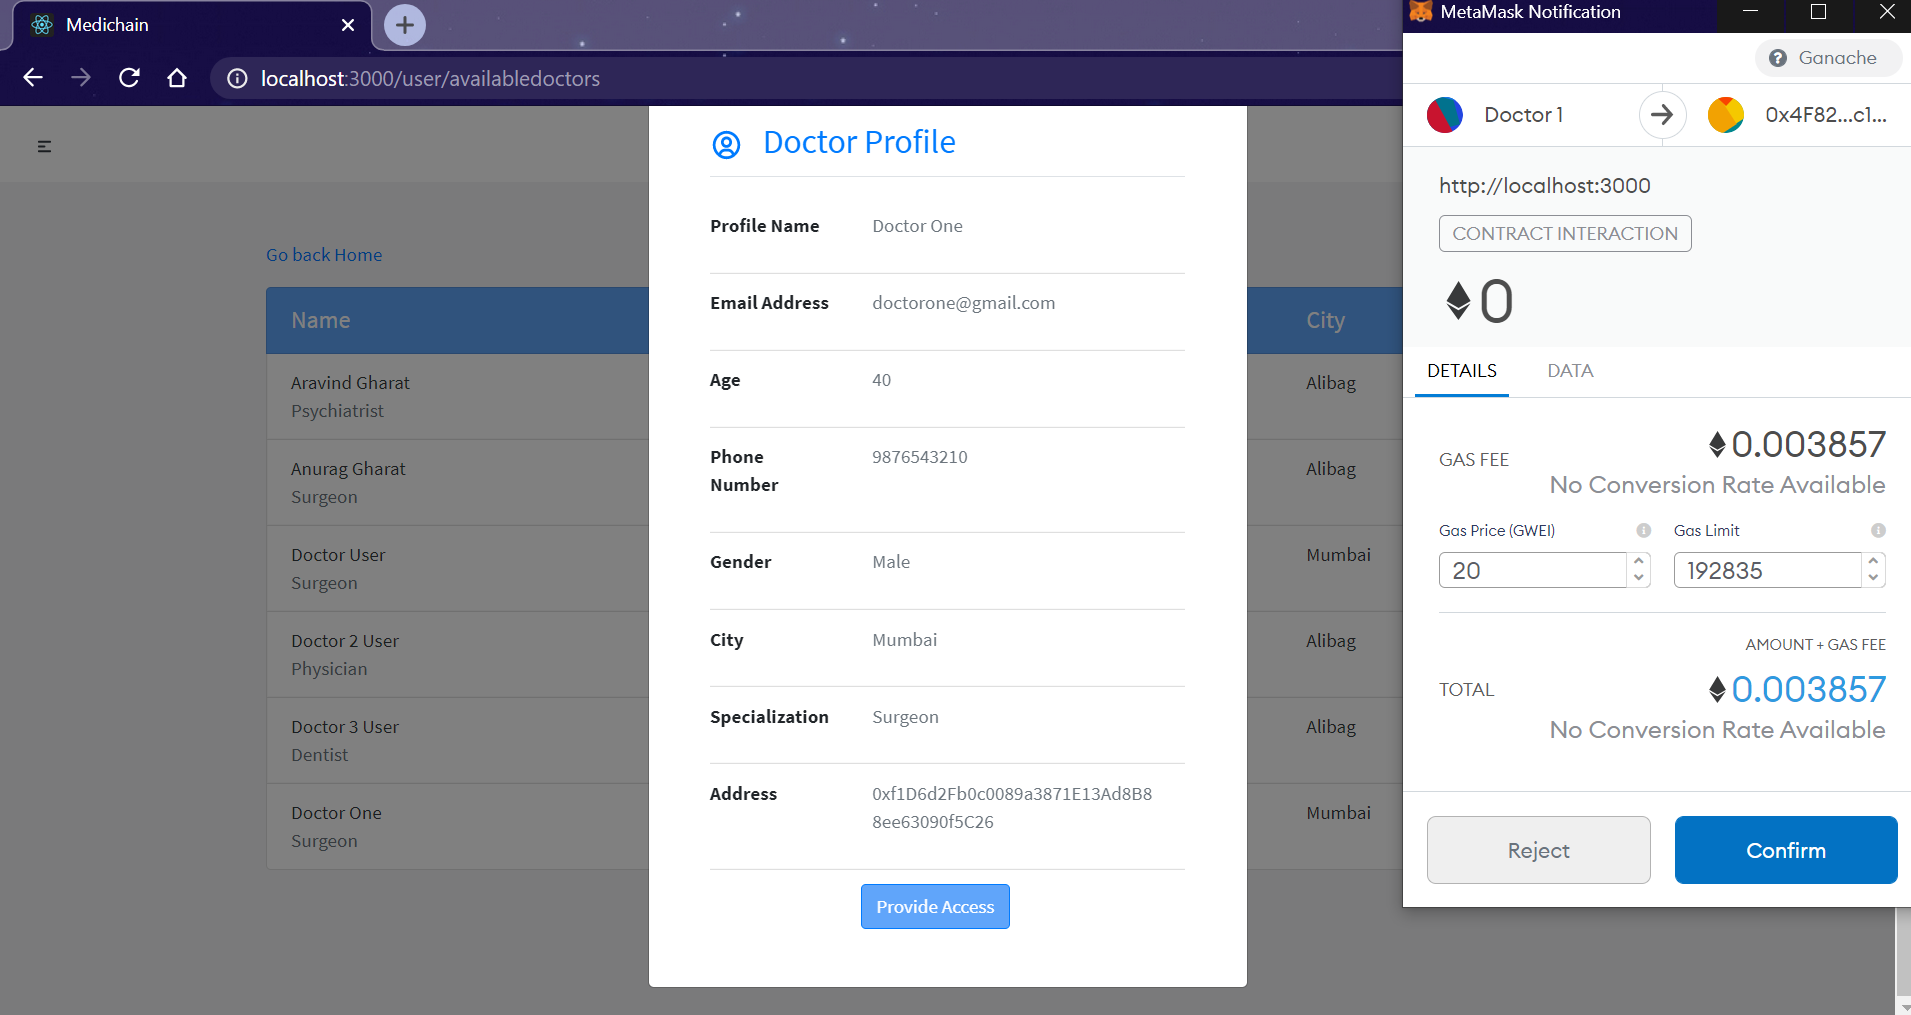 Medichain
localhost:3000/user/availabledoctors
Go back Home
Name
City
Aravind Gharat
Psychiatrist
Alibag
Anurag Gharat
Surgeon
Alibag
Doctor User
Surgeon
Mumbai
Doctor 2 User
Physician
Alibag
Doctor 3 User
Dentist
Alibag
Doctor One
Surgeon
Mumbai
Doctor Profile
Profile Name Doctor One
Email Address doctorone@gmail.com
Age 40
Phone 9876543210
Number
Gender Male
City Mumbai
Specialization Surgeon
Address 0xf1D6d2Fb0c0089a3871E13Ad8B8
8ee63090f5C26
Provide Access
MetaMask Notification
Ganache
Doctor 1 0x4F82...c1...
http://localhost:3000
CONTRACT INTERACTION
0
DETAILS DATA
GAS FEE 0.003857
No Conversion Rate Available
Gas Price (GWEI) Gas Limit
20 192835
AMOUNT + GAS FEE
TOTAL 0.003857
No Conversion Rate Available
Reject Confirm